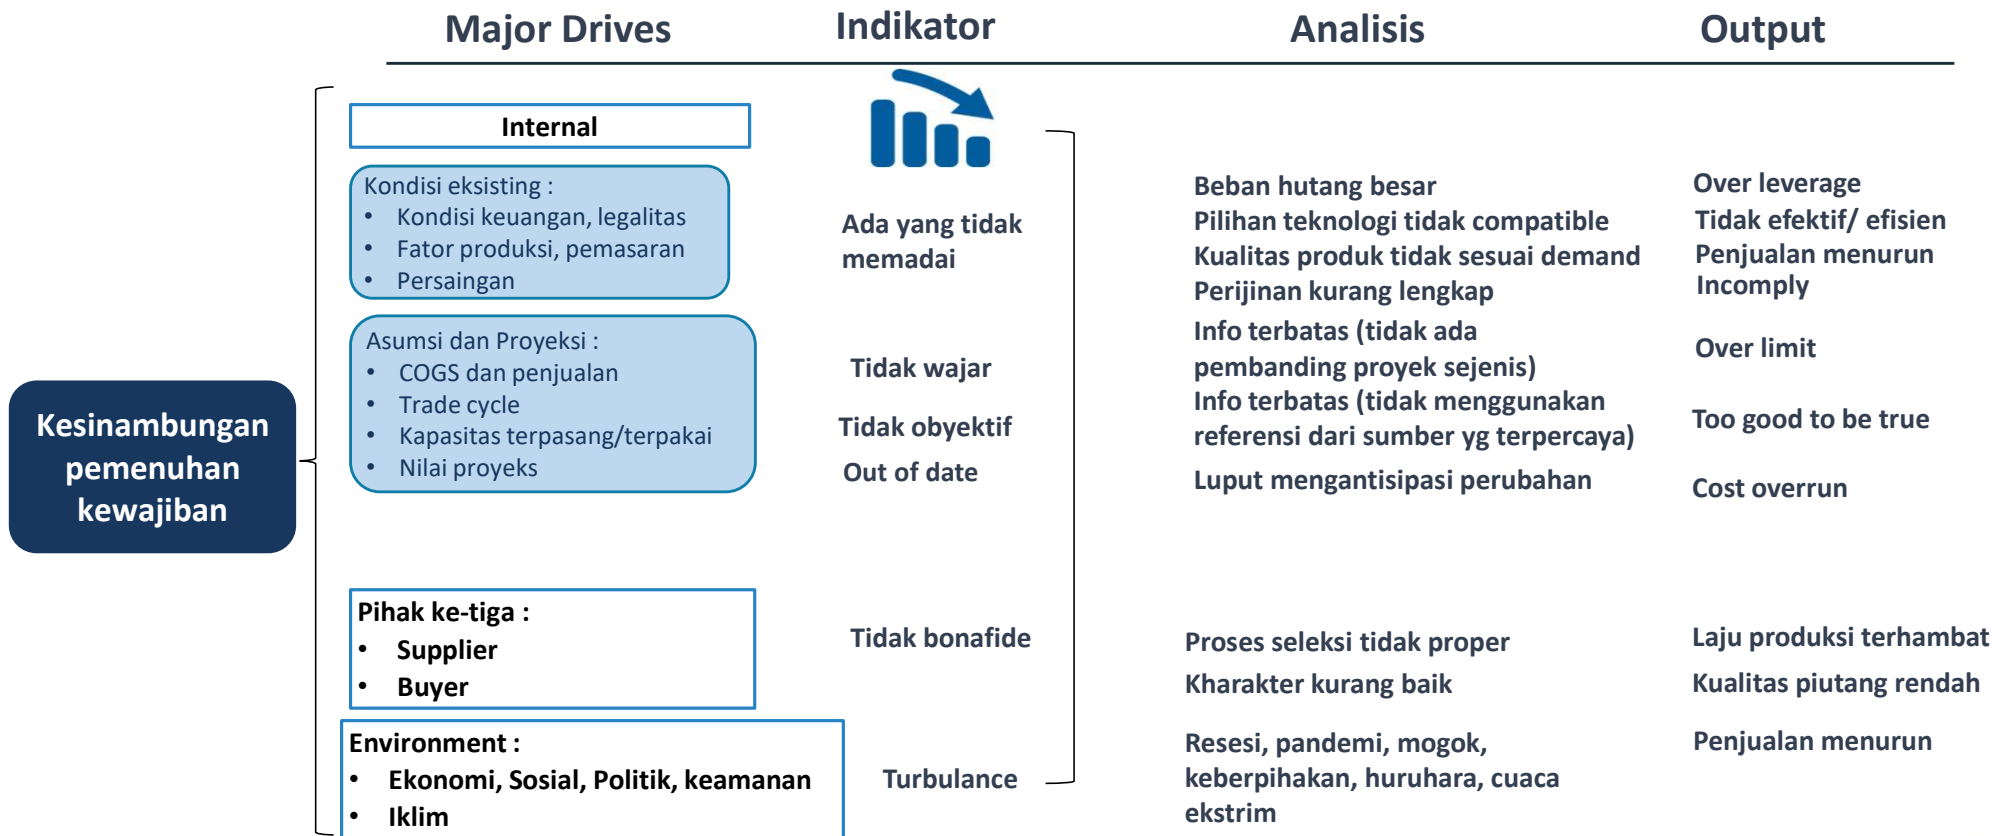 Major Drives
Indikator
Analisis
Output
Kesinambungan
pemenuhan
kewajiban
Internal
Kondisi eksisting :
• Kondisi keuangan, legalitas
• Fator produksi, pemasaran
• Persaingan
Ada yang tidak
memadai
Beban hutang besar
Pilihan teknologi tidak compatible
Kualitas produk tidak sesuai demand
Perijinan kurang lengkap
Over leverage
Tidak efektif/ efisien
Penjualan menurun
Incomply
Asumsi dan Proyeksi :
• COGS dan penjualan
• Trade cycle
• Kapasitas terpasang/terpakai
• Nilai proyeks
Tidak wajar
Tidak obyektif
Out of date
Info terbatas (tidak ada
pembanding proyek sejenis)
Info terbatas (tidak menggunakan
referensi dari sumber yg terpercaya)
Luput mengantisipasi perubahan
Over limit
Too good to be true
Cost overrun
Pihak ke-tiga :
• Supplier
• Buyer
Tidak bonafide
Proses seleksi tidak proper
Kharakter kurang baik
Laju produksi terhambat
Kualitas piutang rendah
Environment :
• Ekonomi, Sosial, Politik, keamanan
• Iklim
Turbulance
Resesi, pandemi, mogok,
keberpihakan, huruhara, cuaca
ekstrim
Penjualan menurun